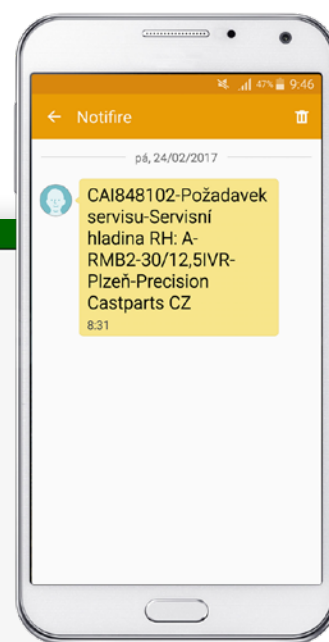 47% 9:46
Notifire
pá, 24/02/2017
CAI848102-Požadavek
servisu-Servisní
hladina RH: A-
RMB2-30/12,5IVR-
Plzeň-Precision
Castparts CZ
8:31